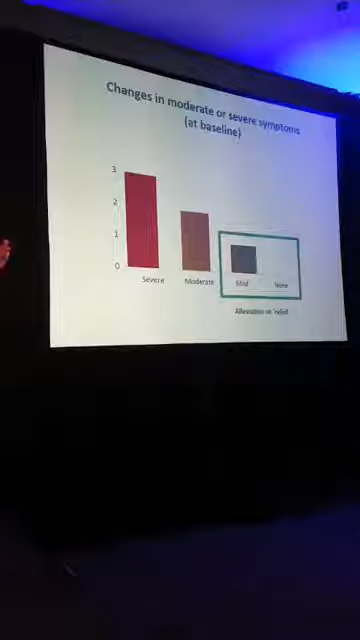 Changes in moderate or severe symptoms
(at baseline)
3
2
1
0
Severe
Moderate
Mild
None
Alleviation or 'relief'